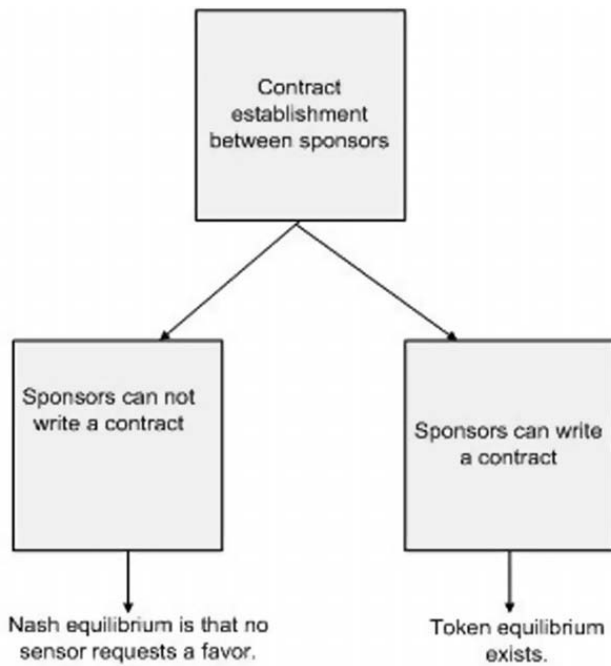 Contract
establishment
between sponsors
Sponsors can not
write a contract
Sponsors can write
a contract
Nash equilibrium is that no
sensor requests a favor.
Token equilibrium
exists.